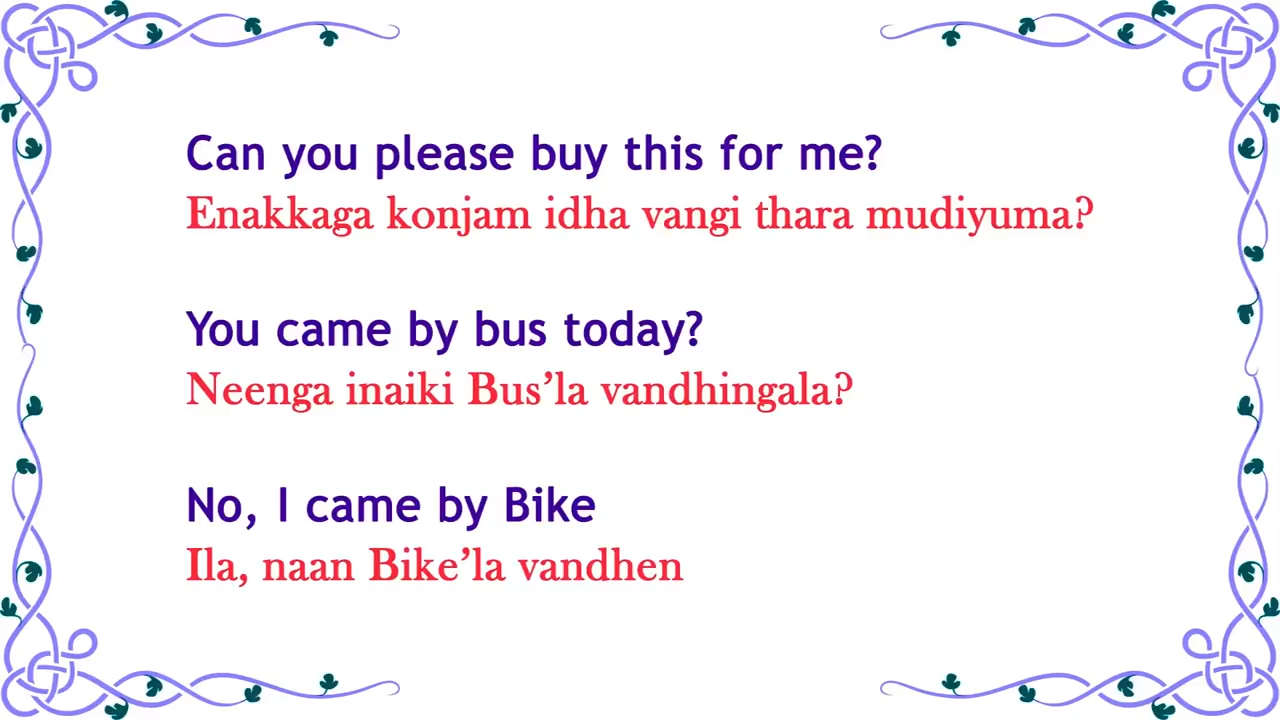 Can you please buy this for me?
Enakkaga konjam idha vangi thara mudiyuma?
You came by bus today?
Neenga inaiki Bus’la vandhingala?
No, I came by Bike
Ila, naan Bike’la vandhen